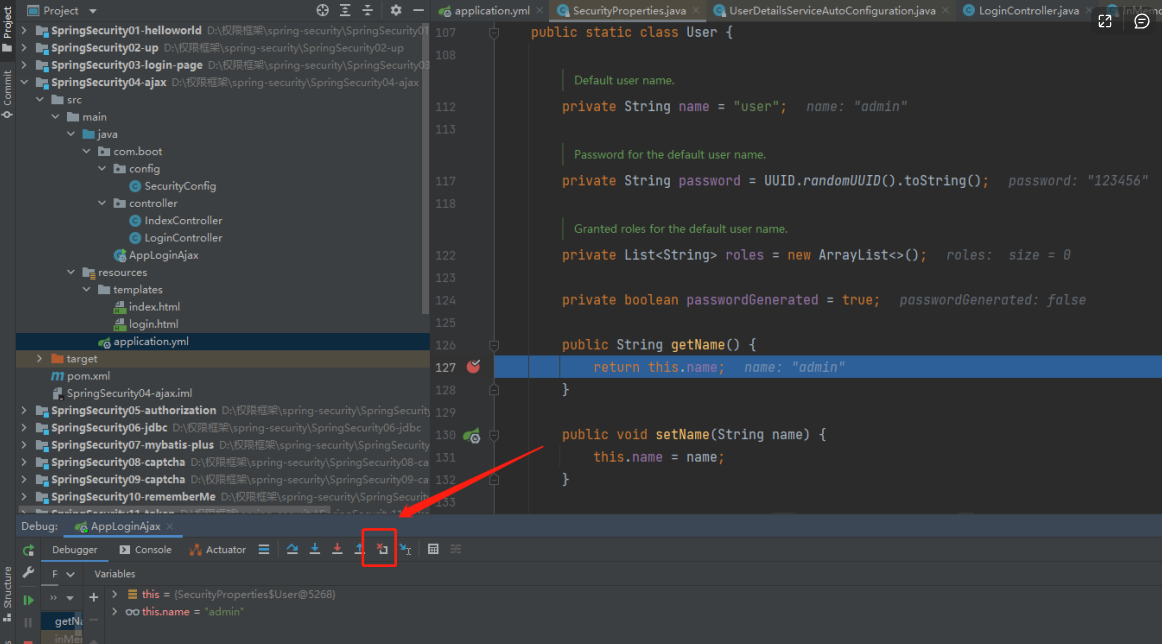 Project
application.yml
SecurityProperties.java
UserDetailsServiceAutoConfiguration.java
LoginController.java
Project
Commit
Structure
SpringSecurity01-helloworld D:\权限框架\spring-security\SpringSecurity01
SpringSecurity02-up D:\权限框架\spring-security\SpringSecurity02-up
SpringSecurity03-login-page D:\权限框架\spring-security\SpringSecurity03
SpringSecurity04-ajax D:\权限框架\spring-security\SpringSecurity04-ajax
src
main
java
com.boot
config
SecurityConfig
controller
IndexController
LoginController
AppLoginAjax
resources
templates
index.html
login.html
application.yml
target
pom.xml
SpringSecurity04-ajax.iml
SpringSecurity05-authorization D:\权限框架\spring-security\SpringSecurity
SpringSecurity06-jdbc D:\权限框架\spring-security\SpringSecurity06-jdbc
SpringSecurity07-mybatis-plus D:\权限框架\spring-security\SpringSecurity
SpringSecurity08-captcha D:\权限框架\spring-security\SpringSecurity08-ca
SpringSecurity09-captcha D:\权限框架\spring-security\SpringSecurity09-ca
SpringSecurity10-rememberMe D:\权限框架\spring-security\SpringSecurity
107 public static class User {
108
Default user name.
112 private String name = "user"; name: "admin"
113
Password for the default user name.
117 private String password = UUID.randomUUID().toString(); password: "123456"
118
Granted roles for the default user name.
122 private List<String> roles = new ArrayList<>(); roles: size = 0
123
124 private boolean passwordGenerated = true; passwordGenerated: false
125
126 public String getName() {
127 return this.name; name: "admin"
128 }
129
130 public void setName(String name) {
131 this.name = name;
132 }
133
Debug: AppLoginAjax
Debugger Console Actuator
F Variables
this = {SecurityProperties$User@5268}
this.name = "admin"
getNa
inMe